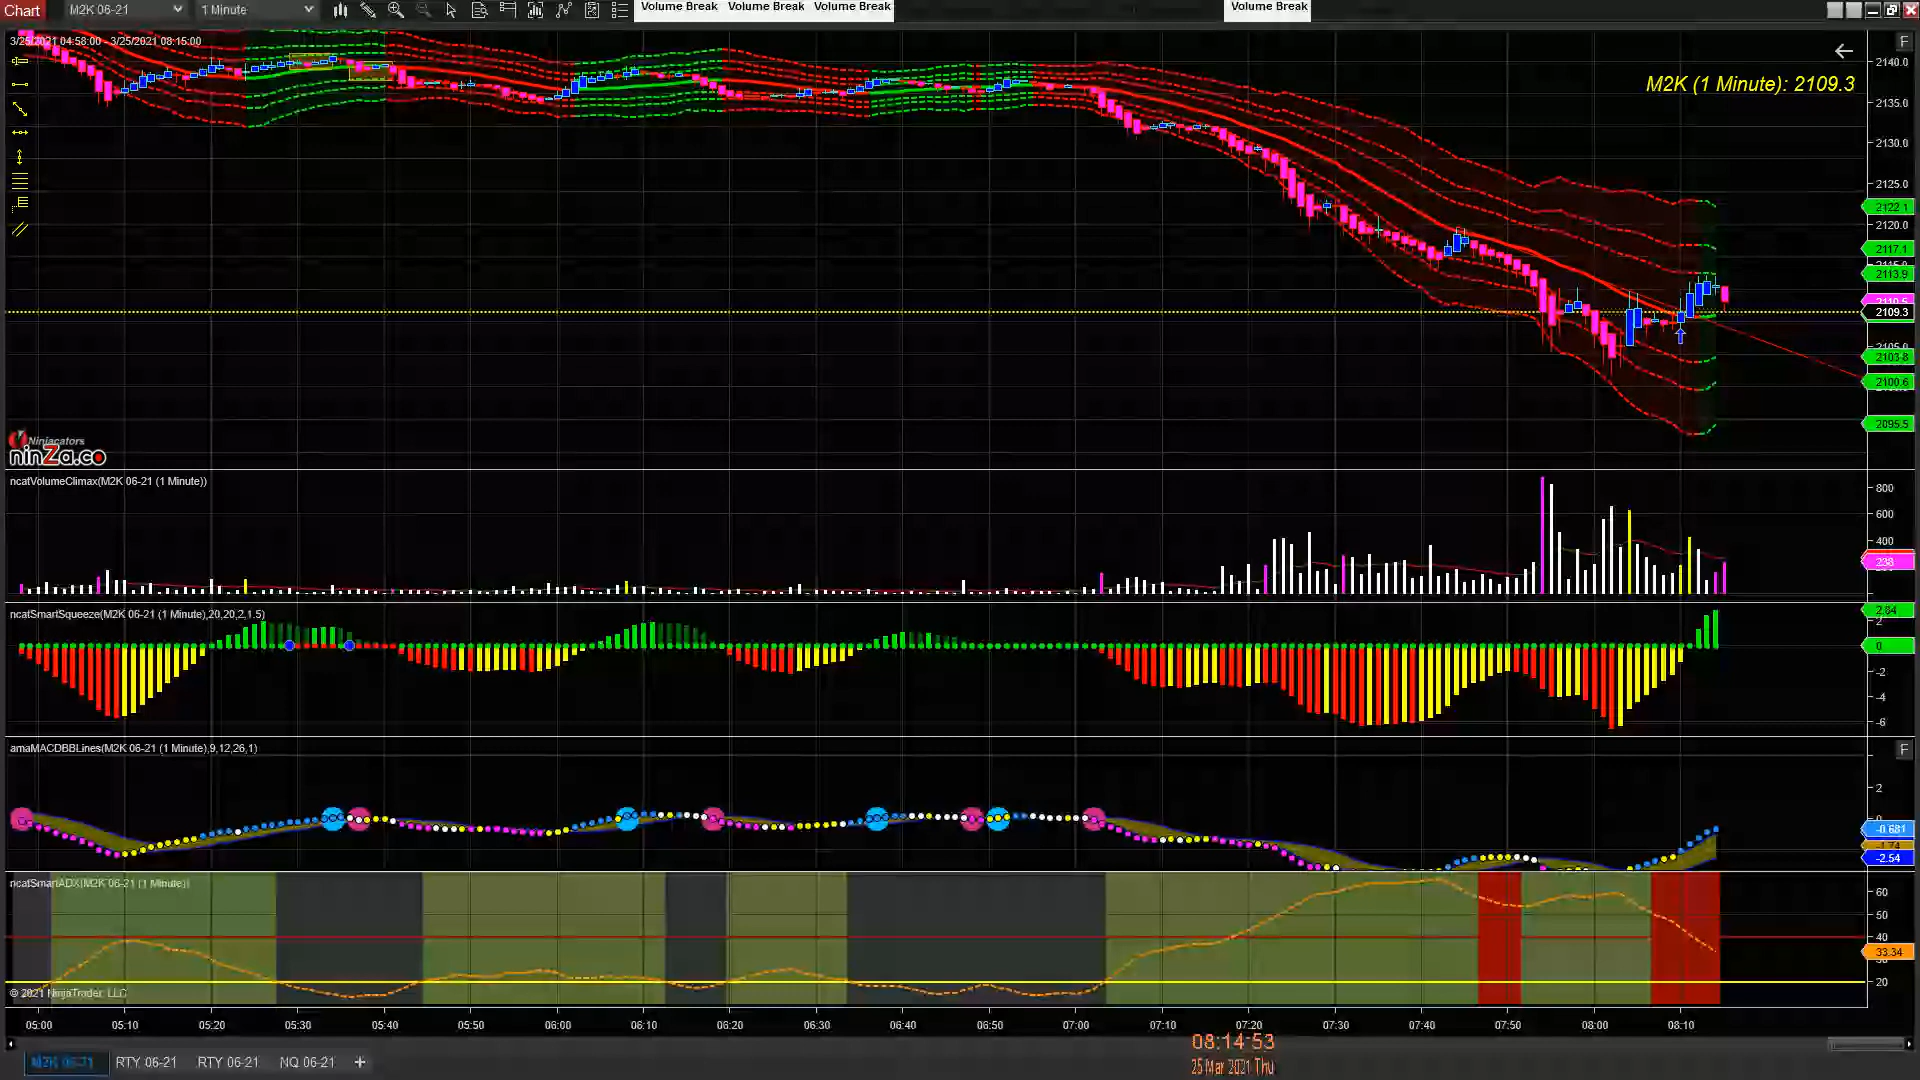 Chart M2K 06-21 1 Minute Volume Break Volume Break Volume Break Volume Break
3/25/2021 04:58:00 - 3/25/2021 08:15:00
F
M2K (1 Minute): 2109.3
2140.0
2135.0
2130.0
2125.0
2122.1
2120.0
2117.1
2113.9
2109.3
2105.0
2103.8
2100.6
2095.5
Ninjacators
ninZa.co
ncatVolumeClimax(M2K 06-21 (1 Minute))
800
600
400
238
ncatSmartSqueeze(M2K 06-21 (1 Minute),20,20,2,1.5)
2.84
2
0
-2
-4
-6
amaMACDBBLines(M2K 06-21 (1 Minute),9,12,26,1)
F
2
-0.681
-1.74
-2.54
ncatSmartADX(M2K 06-21 (1 Minute))
60
50
40
33.34
20
© 2021 NinjaTrader, LLC
05:00 05:10 05:20 05:30 05:40 05:50 06:00 06:10 06:20 06:30 06:40 06:50 07:00 07:10 07:20 07:30 07:40 07:50 08:00 08:10
08:14:53
25 Mar 2021 Thu
M2K 06-21 RTY 06-21 RTY 06-21 NQ 06-21 +